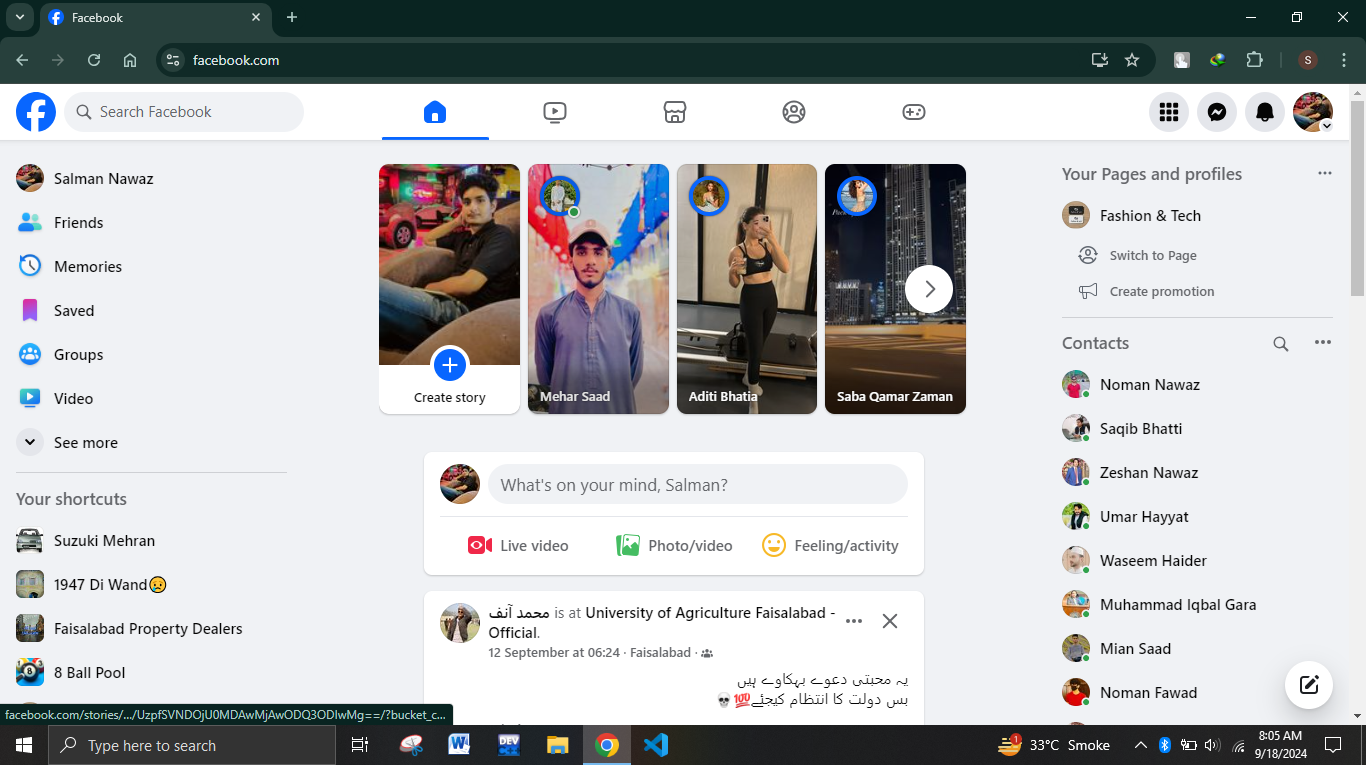 Facebook
facebook.com
S
Search Facebook
Salman Nawaz
Friends
Memories
Saved
Groups
Video
See more
Your shortcuts
Suzuki Mehran
1947 Di Wand😥
Faisalabad Property Dealers
8 Ball Pool
Create story
Mehar Saad
Aditi Bhatia
Saba Qamar Zaman
What's on your mind, Salman?
Live video
Photo/video
Feeling/activity
محمد آنف is at University of Agriculture Faisalabad -
Official.
12 September at 06:24 · Faisalabad ·
یہ محبتی دعوے بہکاوے ہیں
بس دولت کا انتظام کیجئے💯💀
Your Pages and profiles
Fashion & Tech
Switch to Page
Create promotion
Contacts
Noman Nawaz
Saqib Bhatti
Zeshan Nawaz
Umar Hayyat
Waseem Haider
Muhammad Iqbal Gara
Mian Saad
Noman Fawad
facebook.com/stories/.../UzpfSVNDOjU0MDAwMjAwODQ3ODIwMg==/?bucket_c...
Type here to search
DEV
1
33°C Smoke
8:05 AM
9/18/2024